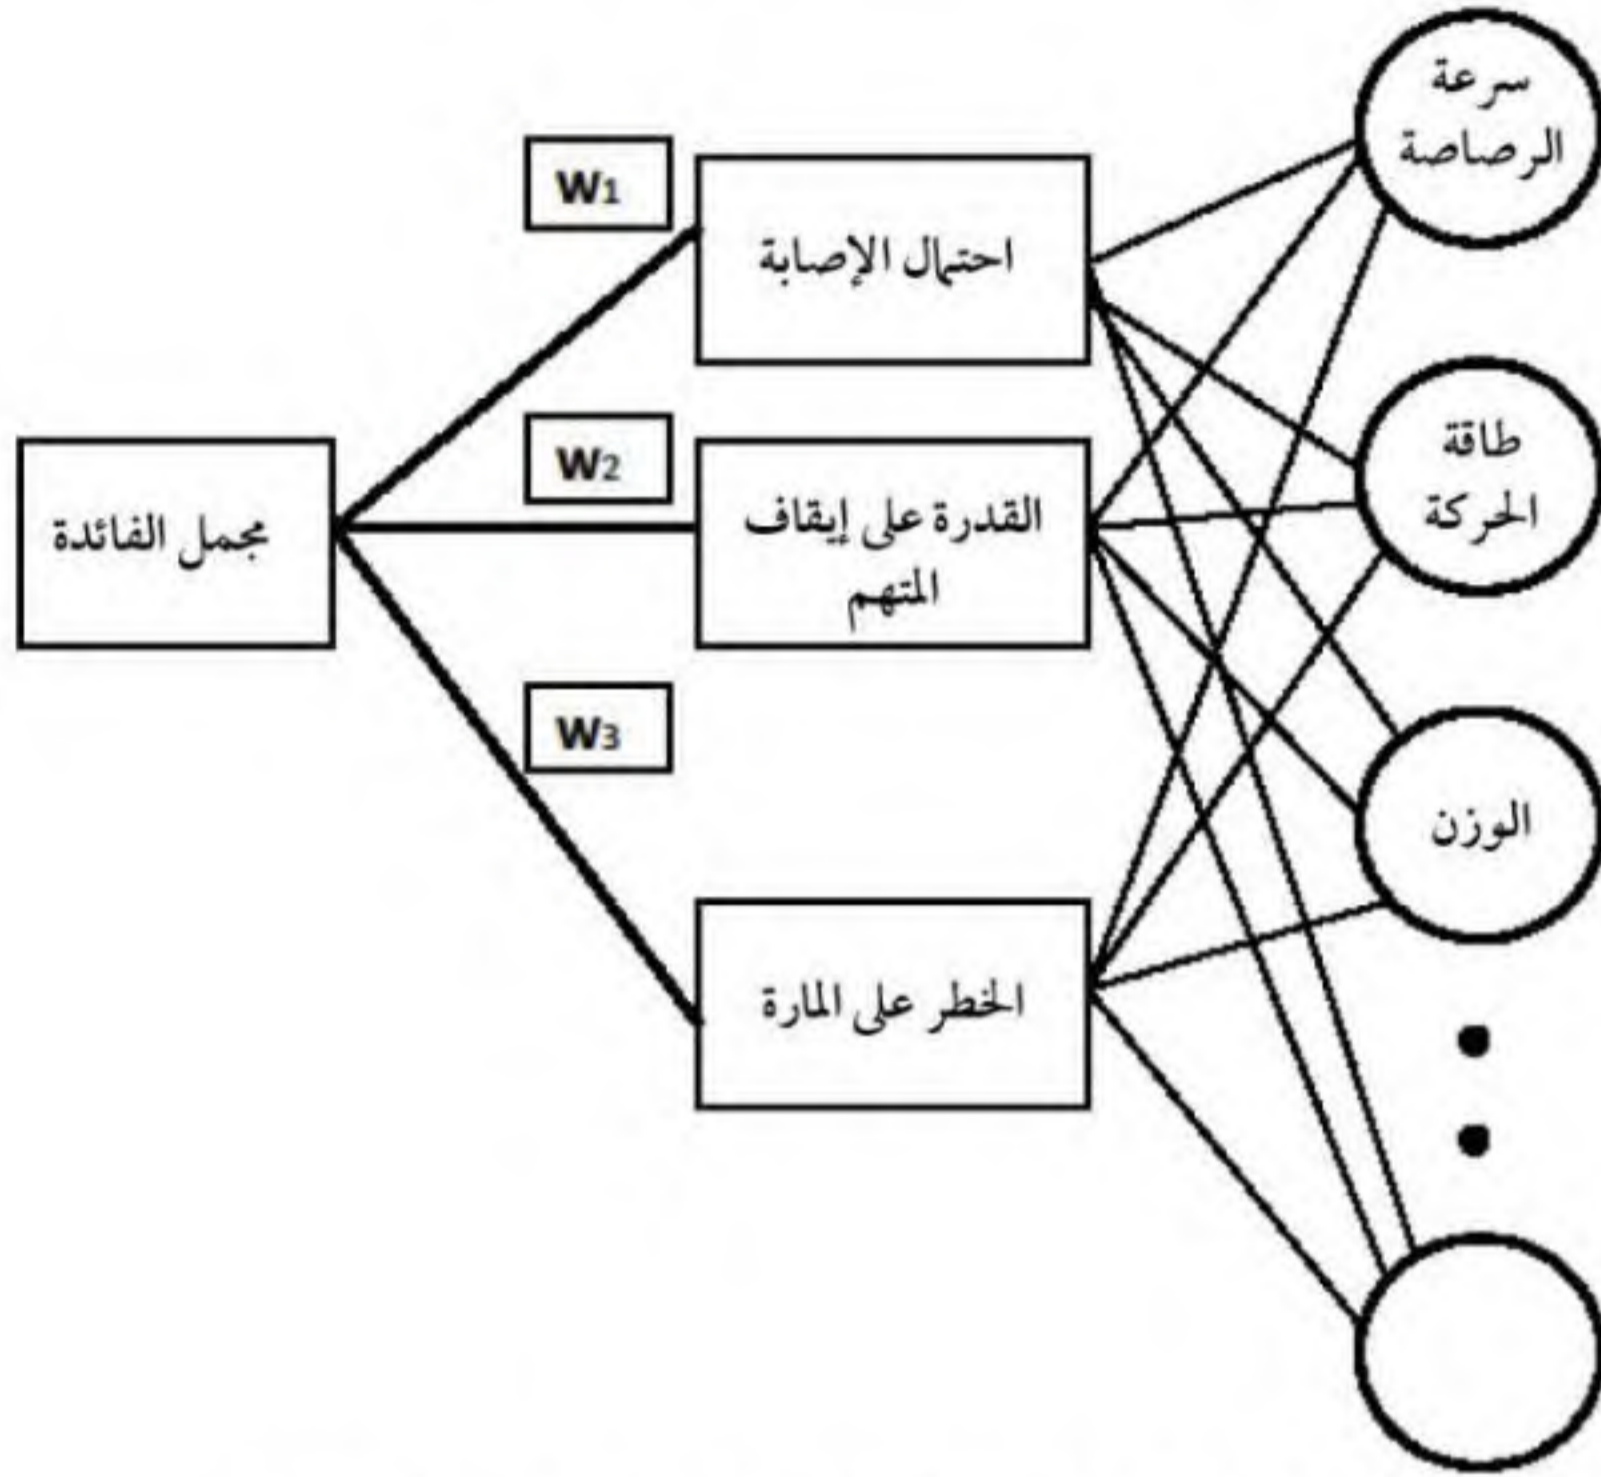 سرعة
الرصاصة
W1
احتمال الإصابة
طاقة
الحركة
W2
القدرة على إيقاف
المتهم
مجمل الفائدة
W3
الوزن
الخطر على المارة